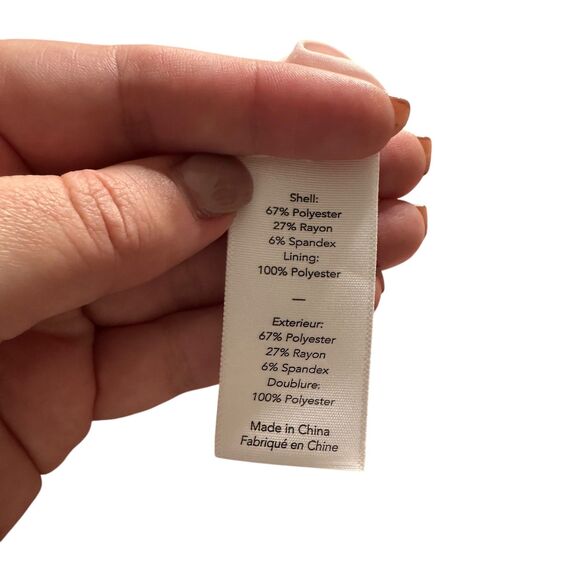 Shell:
67% Polyester
27% Rayon
6% Spandex
Lining:
100% Polyester
—
Exterieur:
67% Polyester
27% Rayon
6% Spandex
Doublure:
100% Polyester
Made in China
Fabriqué en Chine